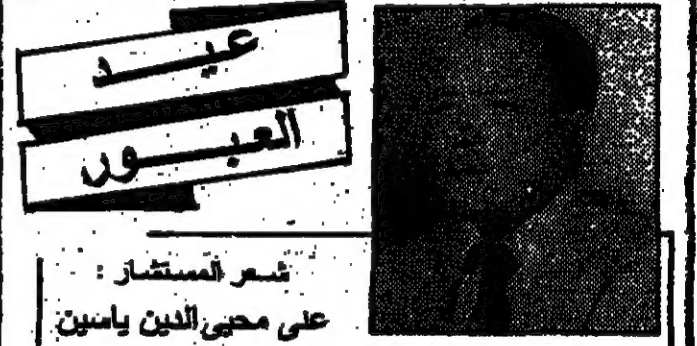 عيد
العبور
شعر المستشار :
على محيى الدين ياسين